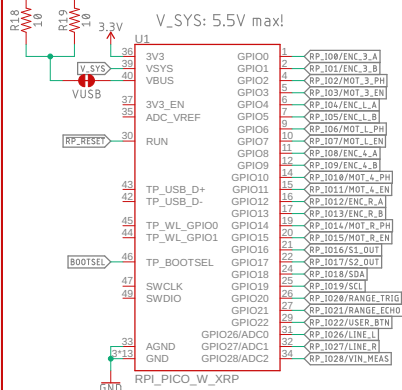 R18
10
R19
10
3.3V
V_SYS: 5.5V max!
U1
V_SYS
VUSB
RP_RESET
BOOTSEL
GND
36 3V3
39 VSYS
40 VBUS
37 3V3_EN
35 ADC_VREF
30 RUN
43 TP_USB_D+
42 TP_USB_D-
45 TP_WL_GPIO0
44 TP_WL_GPIO1
46 TP_BOOTSEL
47 SWCLK
49 SWDIO
33 AGND
3*13 GND
GPIO0 1 RP_IO0/ENC_3_A
GPIO1 2 RP_IO1/ENC_3_B
GPIO2 4 RP_IO2/MOT_3_PH
GPIO3 5 RP_IO3/MOT_3_EN
GPIO4 6 RP_IO4/ENC_L_A
GPIO5 7 RP_IO5/ENC_L_B
GPIO6 9 RP_IO6/MOT_L_PH
GPIO7 10 RP_IO7/MOT_L_EN
GPIO8 11 RP_IO8/ENC_4_A
GPIO9 12 RP_IO9/ENC_4_B
GPIO10 14 RP_IO10/MOT_4_PH
GPIO11 15 RP_IO11/MOT_4_EN
GPIO12 16 RP_IO12/ENC_R_A
GPIO13 17 RP_IO13/ENC_R_B
GPIO14 19 RP_IO14/MOT_R_PH
GPIO15 20 RP_IO15/MOT_R_EN
GPIO16 21 RP_IO16/S1_OUT
GPIO17 22 RP_IO17/S2_OUT
GPIO18 24 RP_IO18/SDA
GPIO19 25 RP_IO19/SCL
GPIO20 26 RP_IO20/RANGE_TRIG
GPIO21 27 RP_IO21/RANGE_ECHO
GPIO22 29 RP_IO22/USER_BTN
GPIO26/ADC0 31 RP_IO26/LINE_L
GPIO27/ADC1 32 RP_IO27/LINE_R
GPIO28/ADC2 34 RP_IO28/VIN_MEAS
RPI_PICO_W_XRP